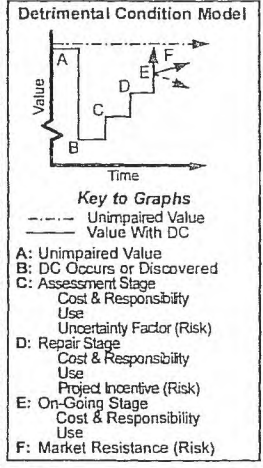 Detrimental Condition Model
Value
A
B
C
D
E
F
Time
Key to Graphs
Unimpaired Value
Value With DC
A: Unimpaired Value
B: DC Occurs or Discovered
C: Assessment Stage
Cost & Responsibility
Use
Uncertainty Factor (Risk)
D: Repair Stage
Cost & Responsibility
Use
Project Incentive (Risk)
E: On-Going Stage
Cost & Responsibility
Use
F: Market Resistance (Risk)